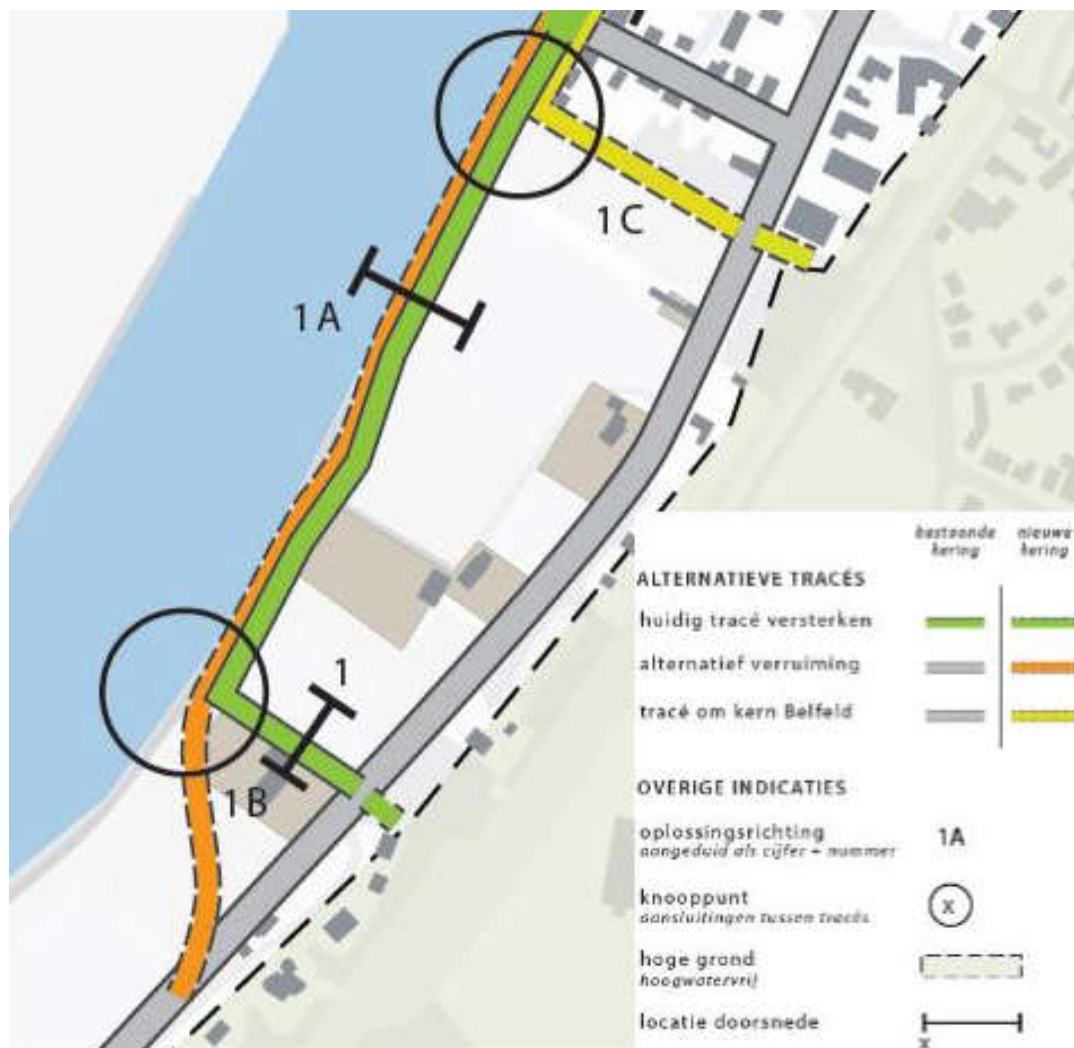 1C
1A
1
1B
bestaande kering
nieuwe kering
ALTERNATIEVE TRACÉS
huidig tracé versterken
alternatief verruiming
tracé om kern Belfeld
OVERIGE INDICATIES
oplossingsrichting
aangeduid als cijfer + nummer
1A
knooppunt
aansluitingen tussen tracés
x
hoge grond
hoogwatervrij
locatie doorsnede
x